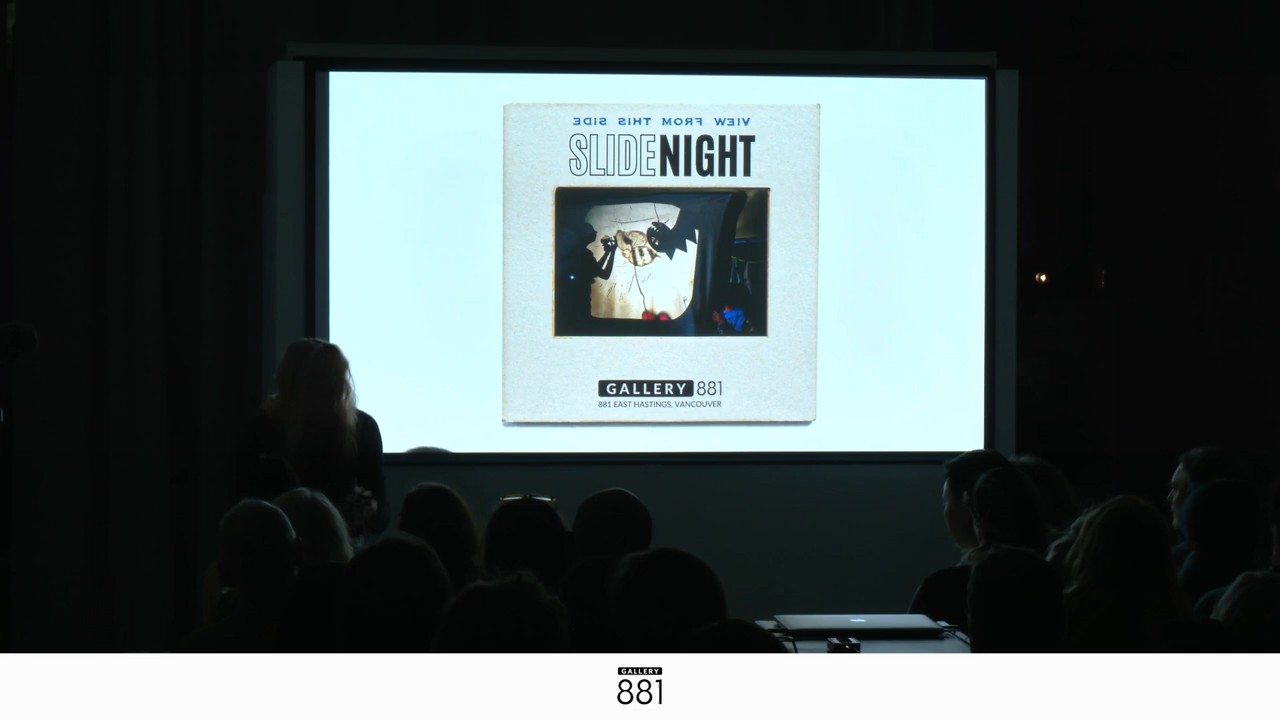 VIEW FROM THIS SIDE
SLIDENIGHT
GALLERY 881
881 EAST HASTINGS, VANCOUVER
GALLERY
881